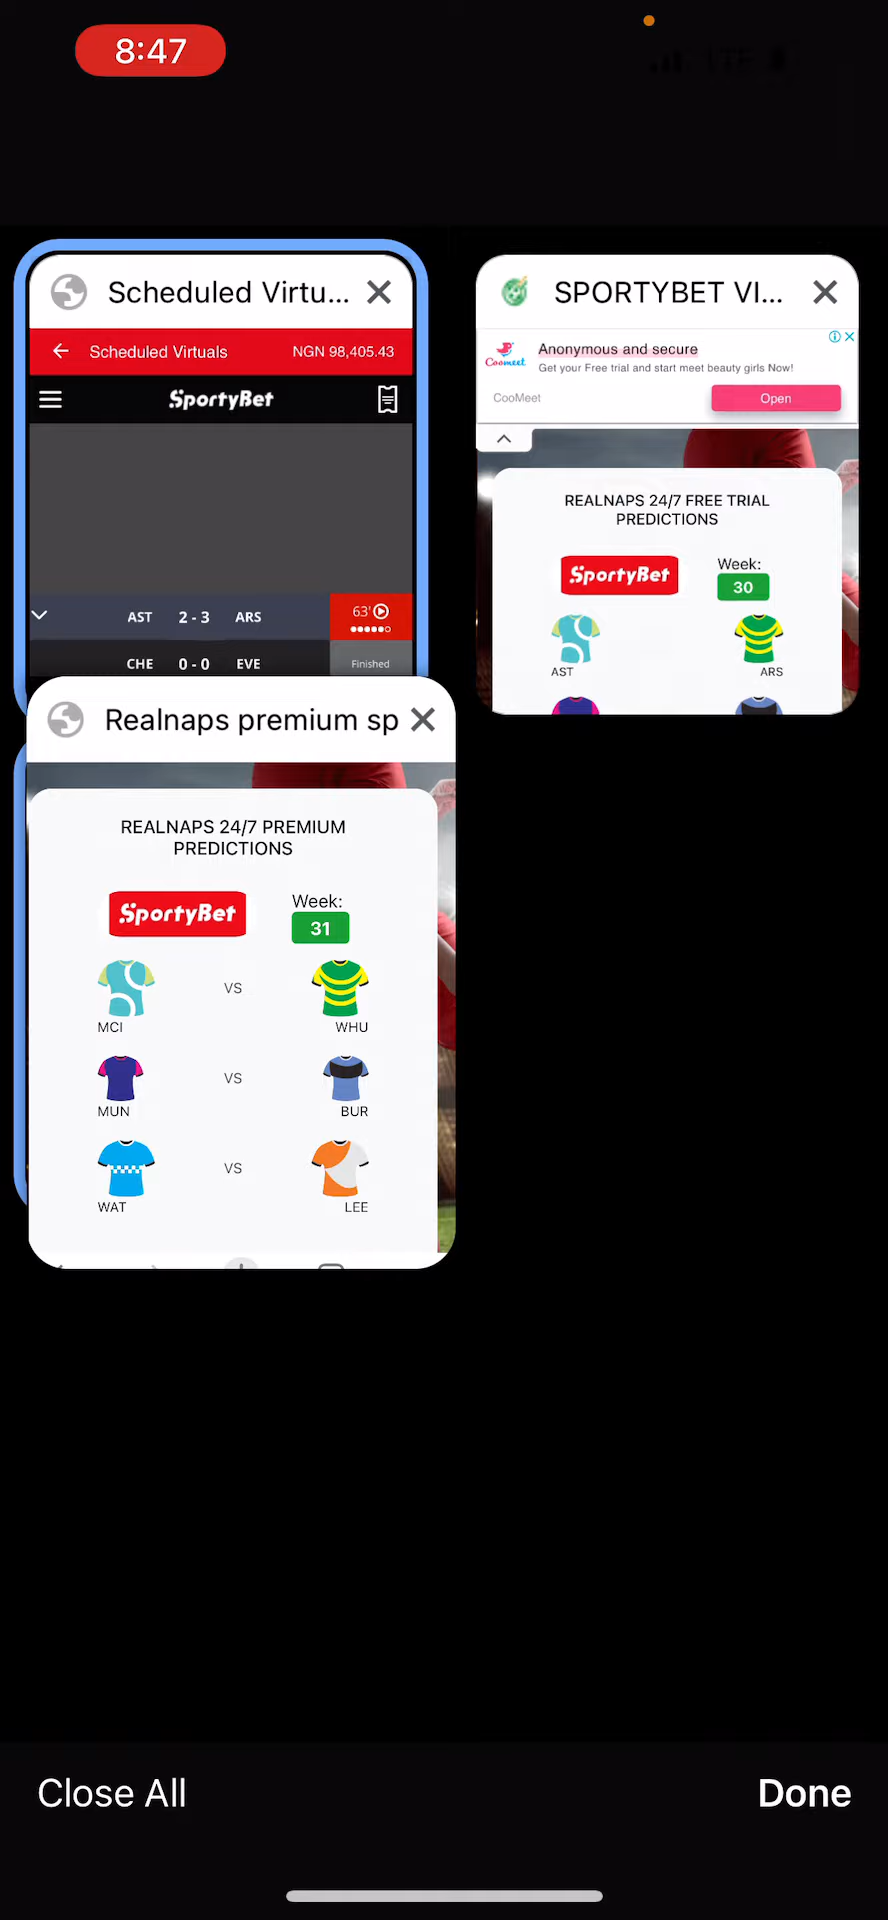 8:47
Scheduled Virtu...
Scheduled Virtuals
NGN 98,405.43
SportyBet
AST 2 - 3 ARS
63'
CHE 0 - 0 EVE
Finished
SPORTYBET VI...
Anonymous and secure
Get your Free trial and start meet beauty girls Now!
Coomeet
CooMeet
Open
REALNAPS 24/7 FREE TRIAL
PREDICTIONS
SportyBet
Week:
30
AST
ARS
Realnaps premium sp
REALNAPS 24/7 PREMIUM
PREDICTIONS
SportyBet
Week:
31
VS
MCI
WHU
VS
MUN
BUR
VS
WAT
LEE
Close All
Done